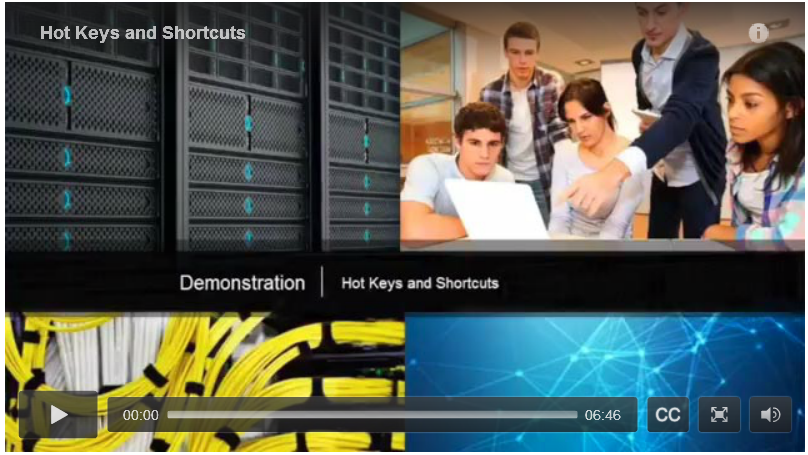 Hot Keys and Shortcuts
i
Demonstration | Hot Keys and Shortcuts
00:00 06:46 CC